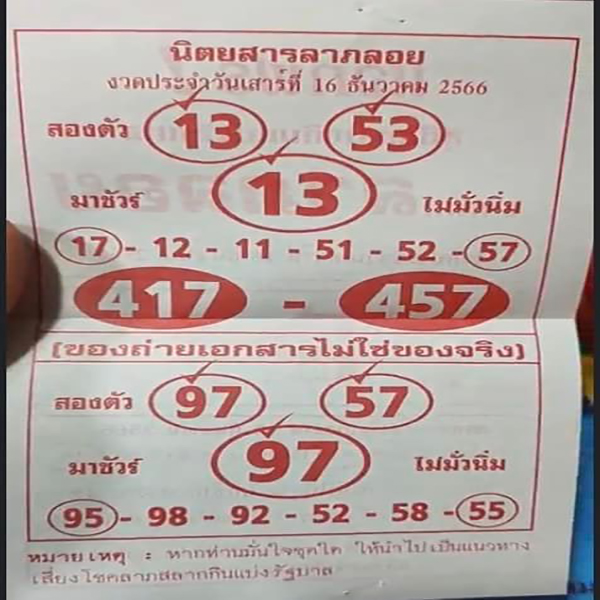 นิตยสารลาภลอย
งวดประจำวันเสาร์ที่ 16 ธันวาคม 2566
สองตัว 13 53
มาชัวร์ 13 ไม่มั่วนิ่ม
17 - 12 - 11 - 51 - 52 - 57
417 - 457
(ของถ่ายเอกสารไม่ใช่ของจริง)
สองตัว 97 57
มาชัวร์ 97 ไม่มั่วนิ่ม
95 - 98 - 92 - 52 - 58 - 55
หมายเหตุ : หากท่านมั่นใจชุดใด ให้นำไปเป็นแนวทาง
เสี่ยงโชคลาภสลากกินแบ่งรัฐบาล